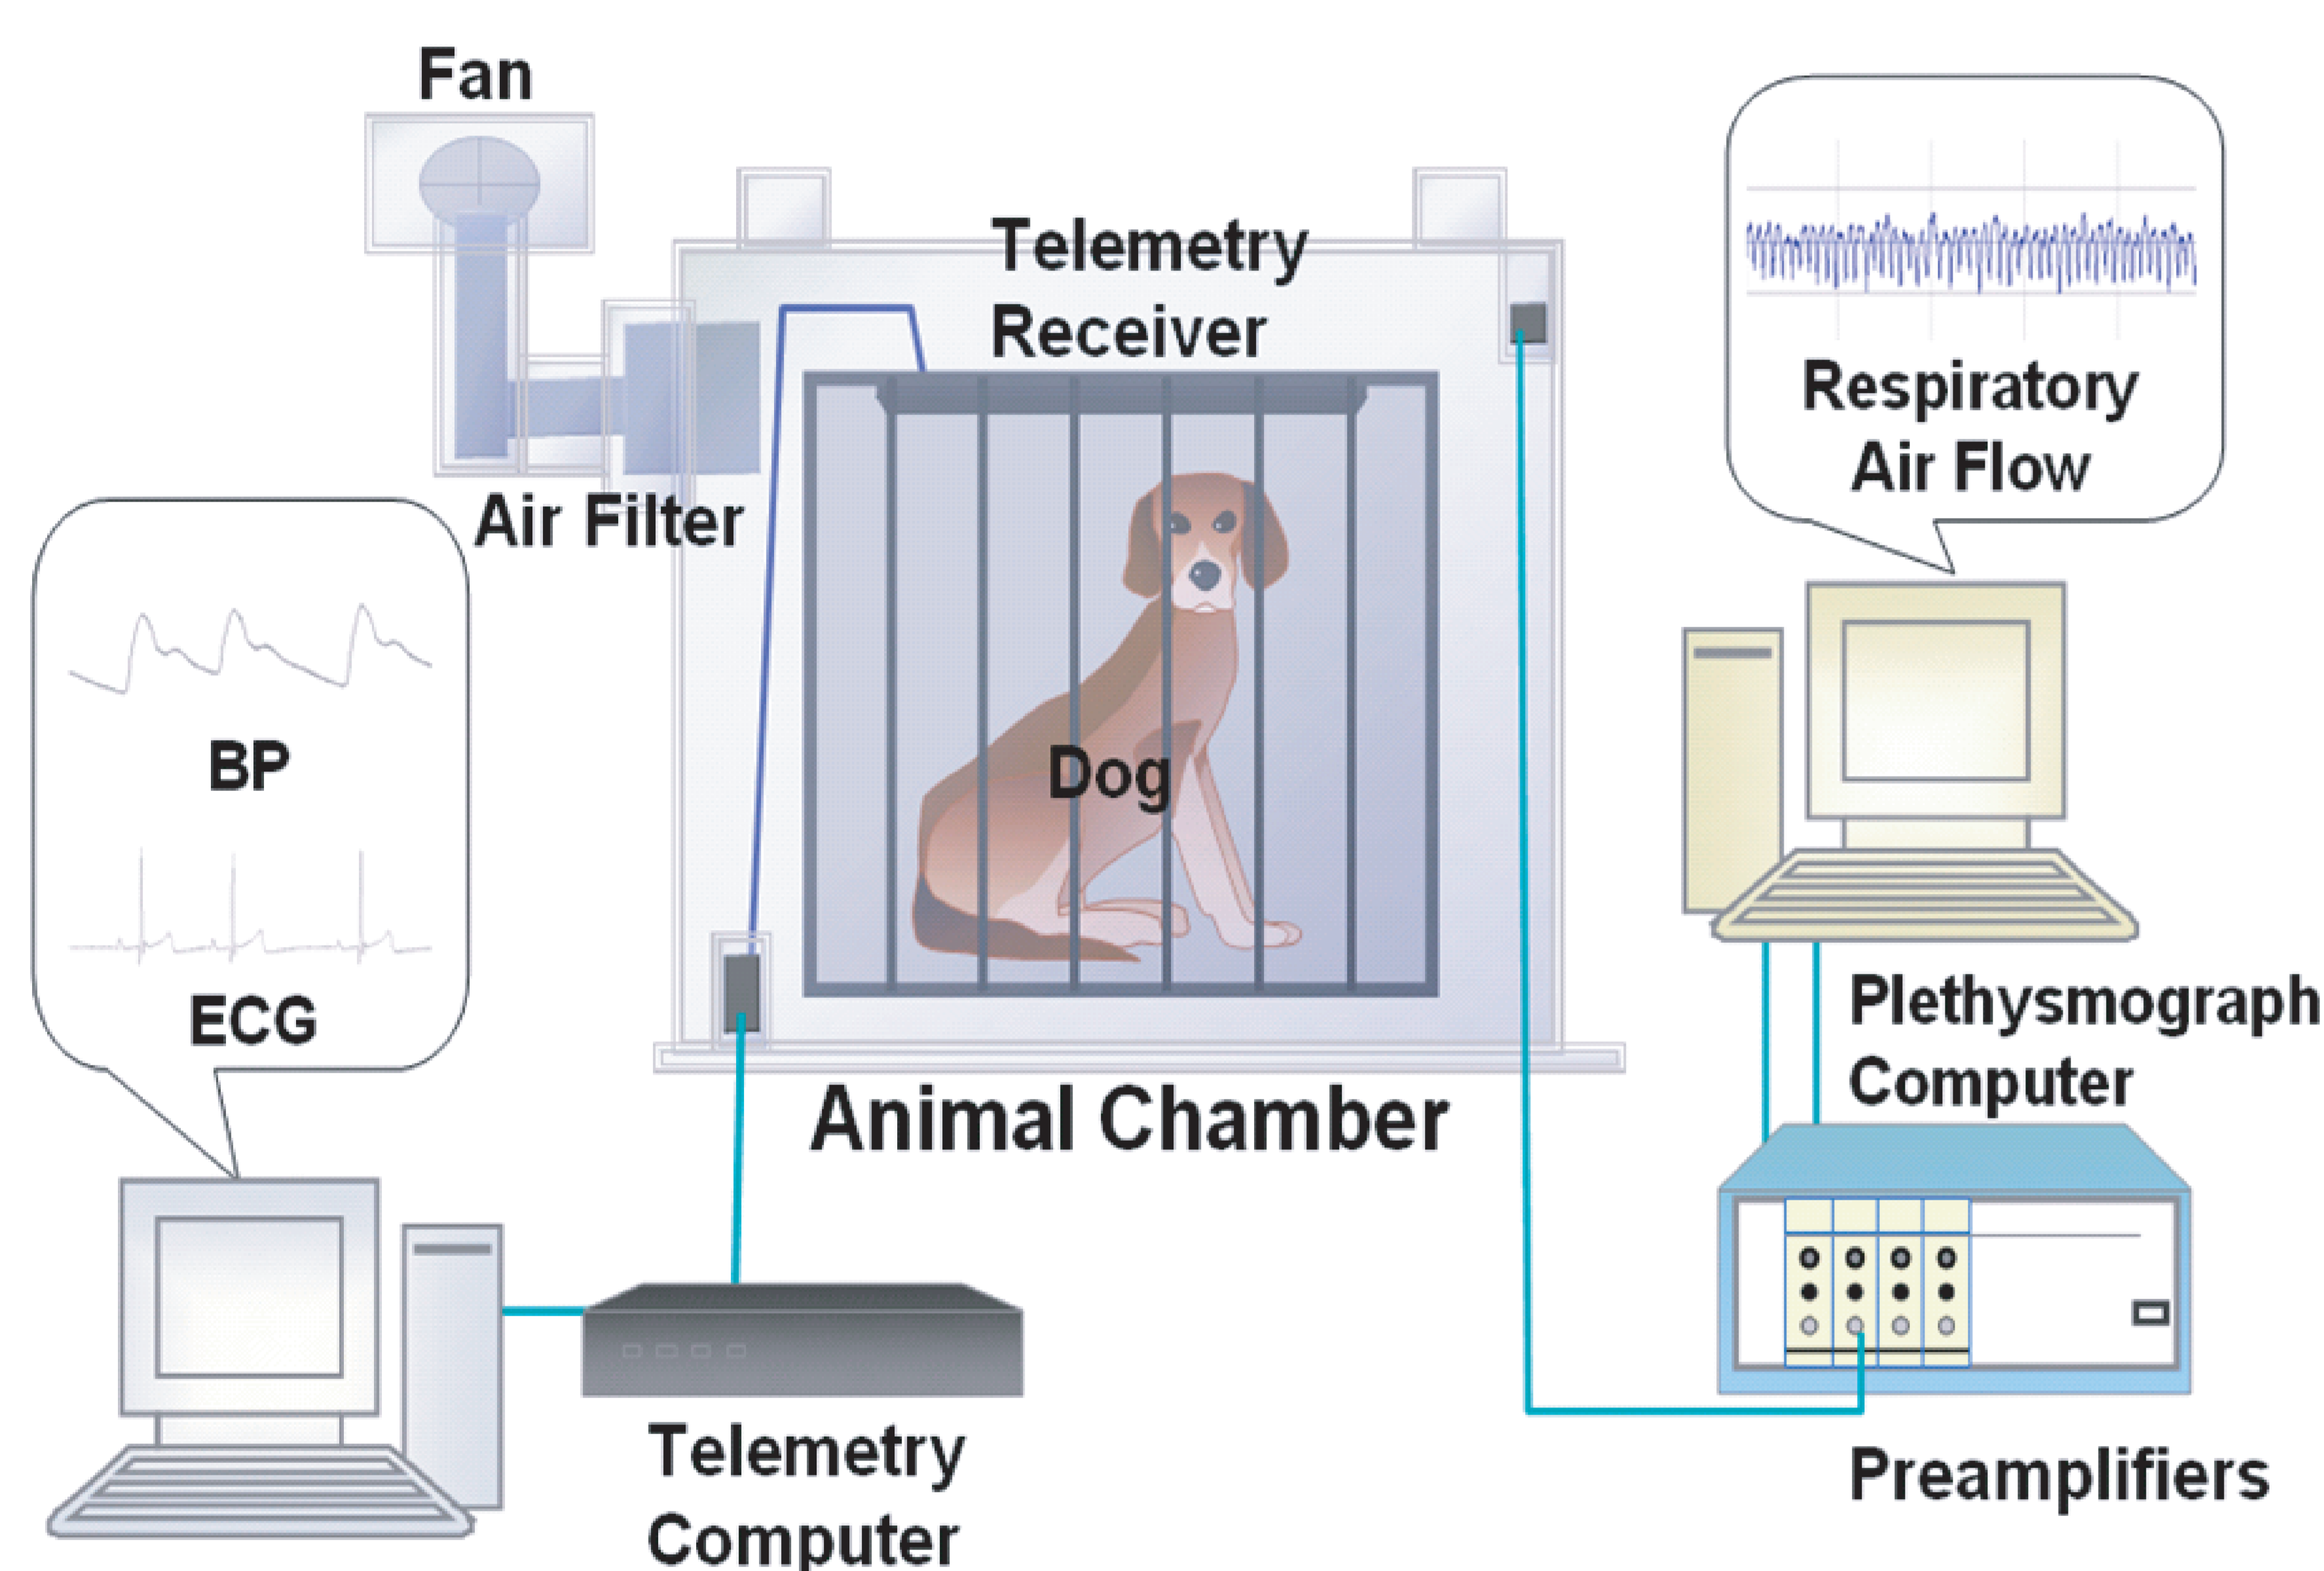 Fan
Telemetry
Receiver
Respiratory
Air Flow
Air Filter
BP
Dog
ECG
Plethysmograph
Computer
Animal Chamber
Telemetry
Computer
Preamplifiers